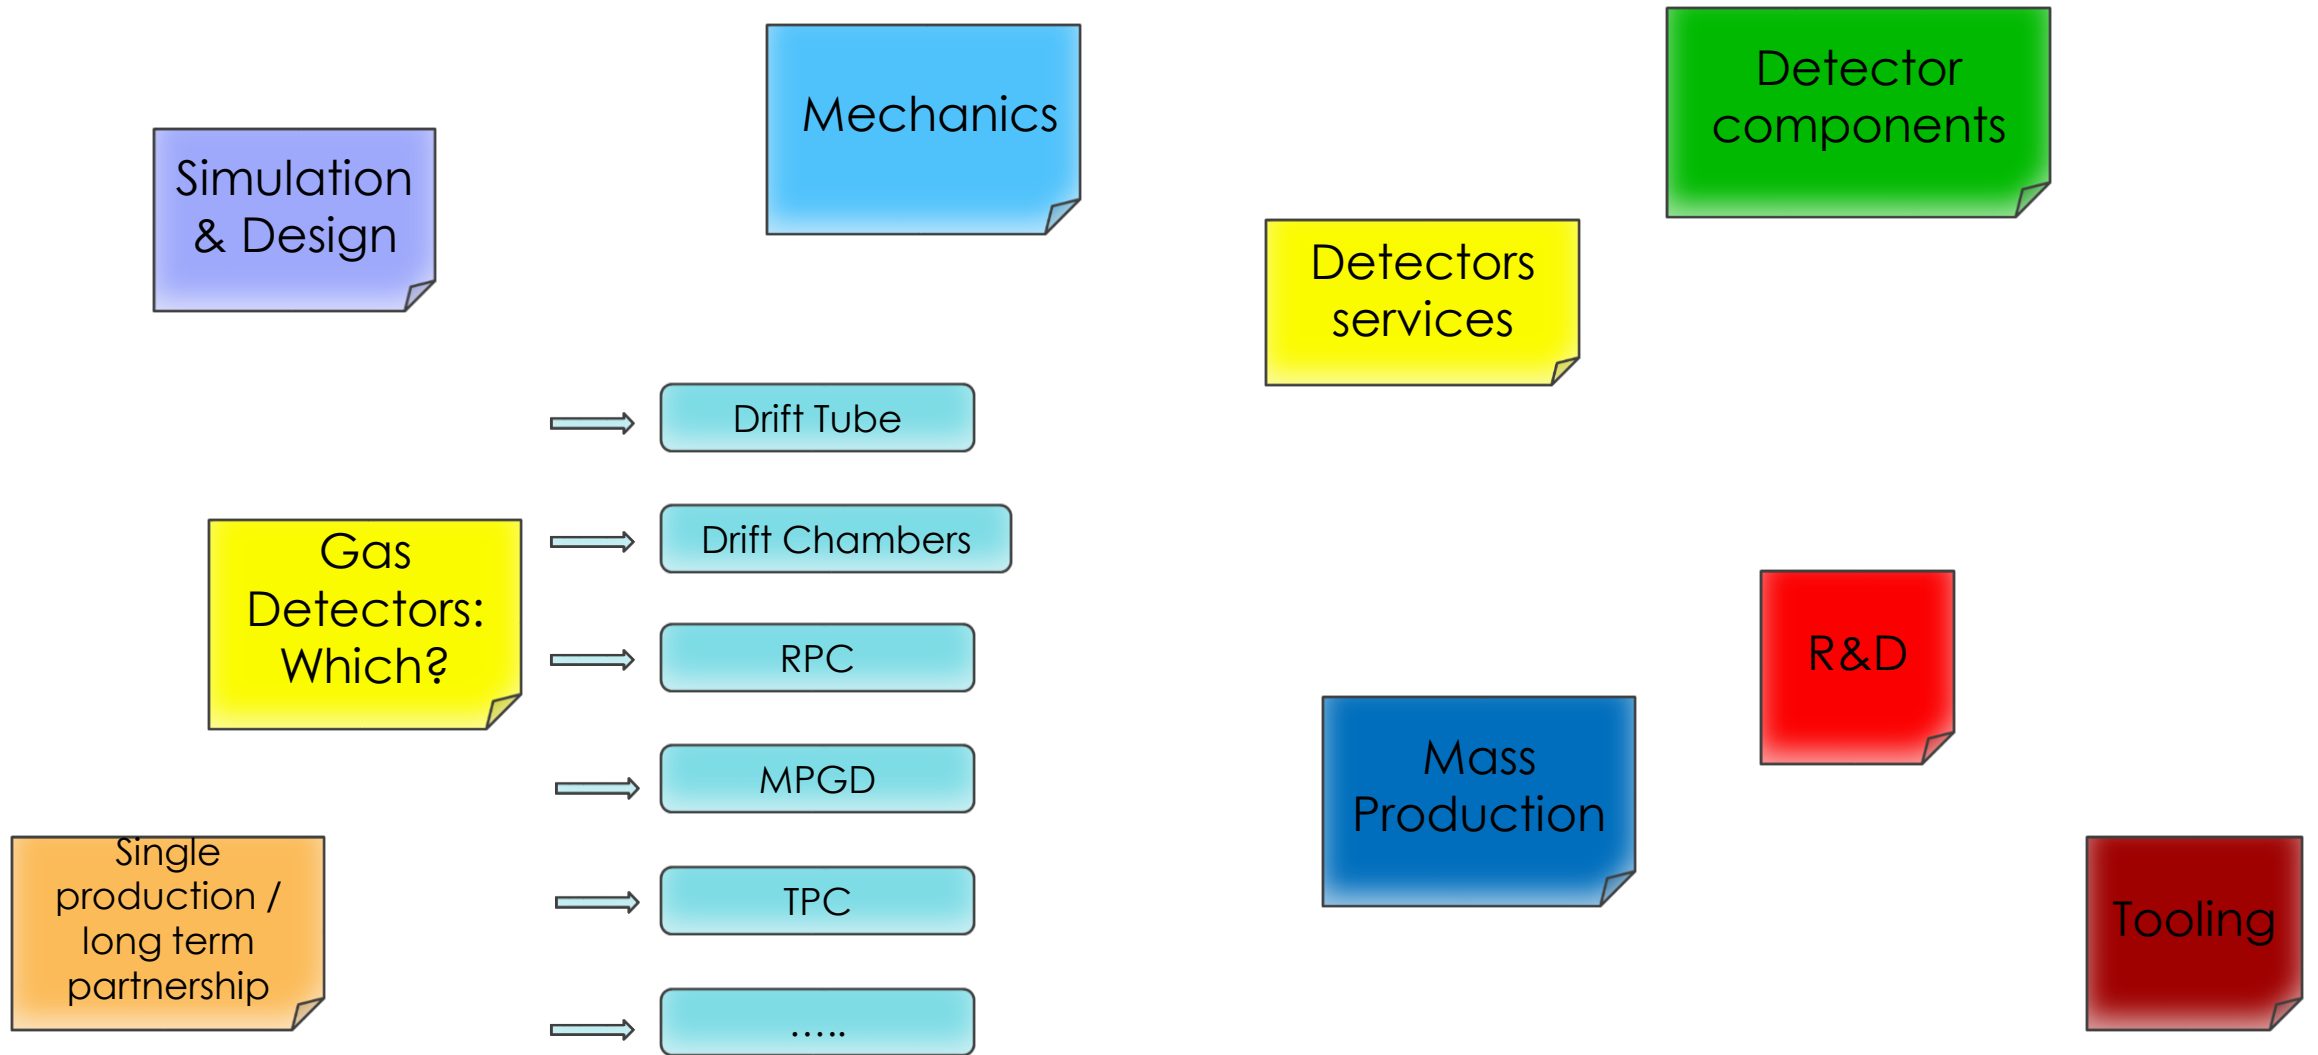 Simulation
& Design
Mechanics
Detector
components
Detectors
services
Gas
Detectors:
Which?
Drift Tube
Drift Chambers
RPC
MPGD
TPC
.....
Single
production /
long term
partnership
Mass
Production
R&D
Tooling